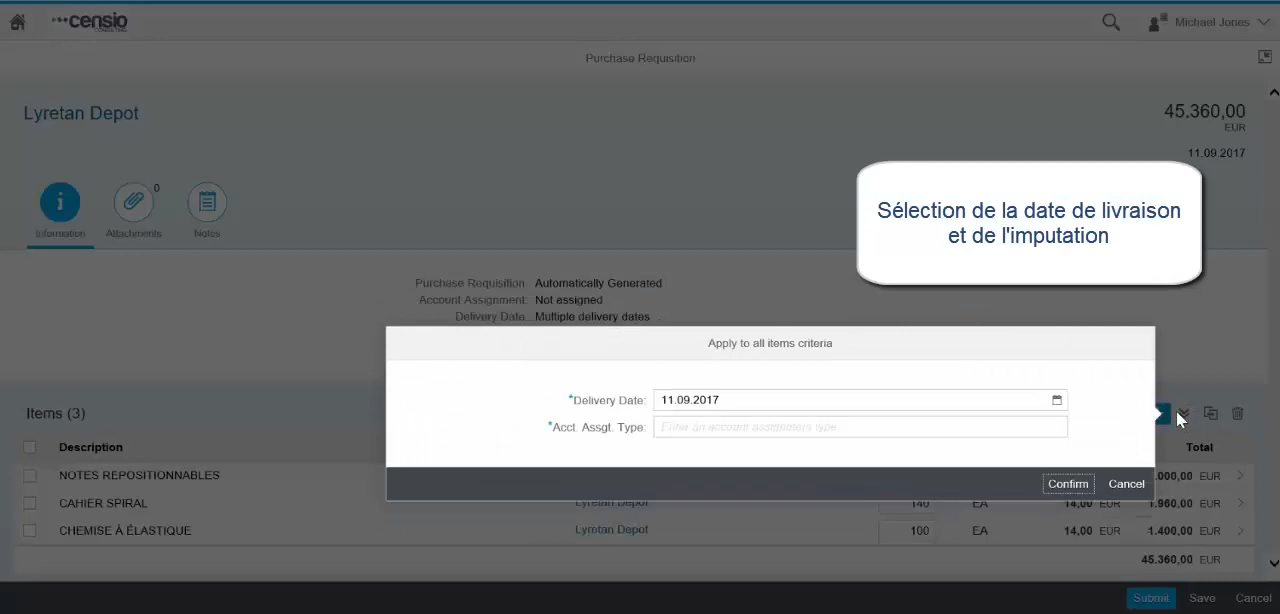 censio
CONSULTING
Michael Jones
Purchase Requisition
Lyretan Depot
45.360,00
EUR
11.09.2017
Sélection de la date de livraison
et de l'imputation
0
Information
Attachments
Notes
Purchase Requisition Automatically Generated
Account Assignment: Not assigned
Delivery Date Multiple delivery dates
Apply to all items criteria
*Delivery Date: 11.09.2017
*Acct. Assgt. Type: Enter an account assignment type
Confirm Cancel
Items (3)
Description Total
NOTES REPOSITIONNABLES .000,00 EUR
CAHIER SPIRAL Lyretan Depot 140 EA 14,00 EUR 1.960,00 EUR
CHEMISE À ÉLASTIQUE Lyretan Depot 100 EA 14,00 EUR 1.400,00 EUR
45.360,00 EUR
Submit Save Cancel